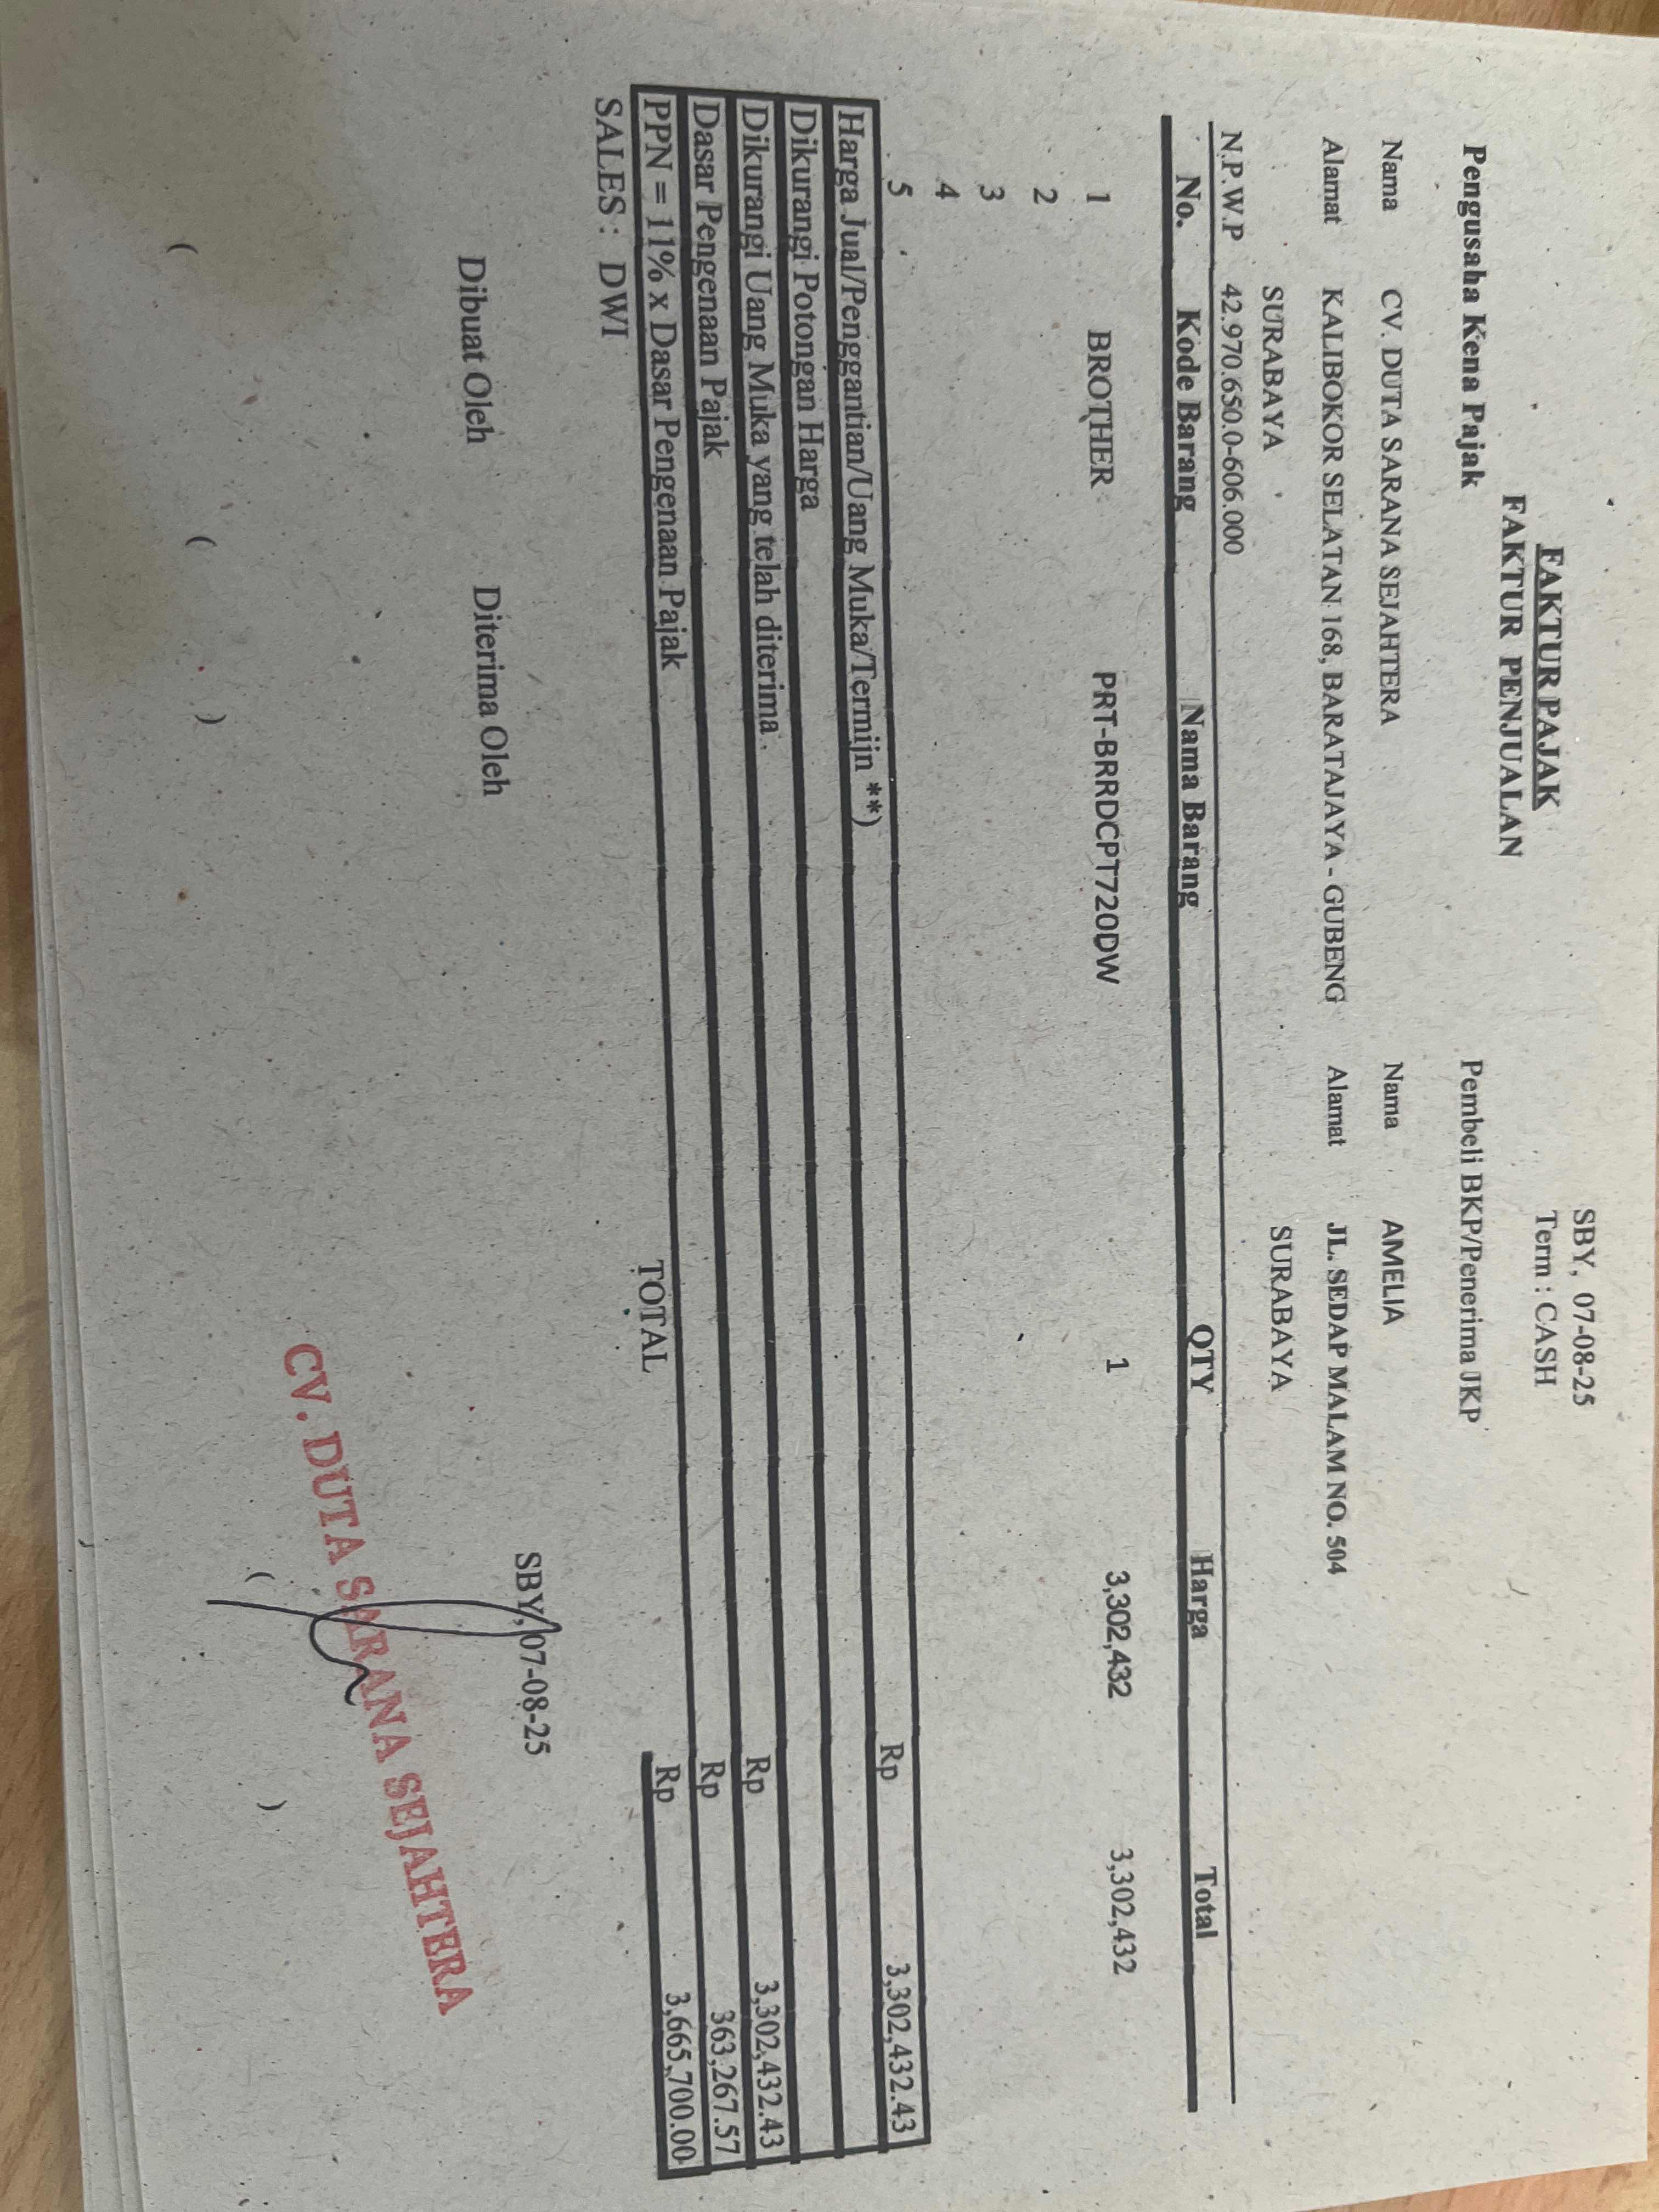 SBY, 07-08-25
FAKTUR PAJAK
Term : CASH
FAKTUR PENJUALAN
Pengusaha Kena Pajak Pembeli BKP/Penerima JKP
Nama CV. DUTA SARANA SEJAHTERA Nama AMELIA
Alamat KALIBOKOR SELATAN 168, BARATAJAYA - GUBENG Alamat JL. SEDAP MALAM NO. 504
SURABAYA SURABAYA
N.P.W.P 42.970.650.0-606.000
No. Kode Barang Nama Barang QTY Harga Total
1 BROTHER PRT-BRRDCPT720DW 1 3,302,432 3,302,432
2
3
4
5
Harga Jual/Penggantian/Uang Muka/Termijn **) Rp 3,302,432.43
Dikurangi Potongan Harga
Dikurangi Uang Muka yang telah diterima
Dasar Pengenaan Pajak Rp 3,302,432.43
PPN = 11% x Dasar Pengenaan Pajak Rp 363,267.57
SALES : DWI TOTAL Rp 3,665,700.00
SBY, 07-08-25
Dibuat Oleh Diterima Oleh
CV. DUTA SARANA SEJAHTERA
( ( ) ( )